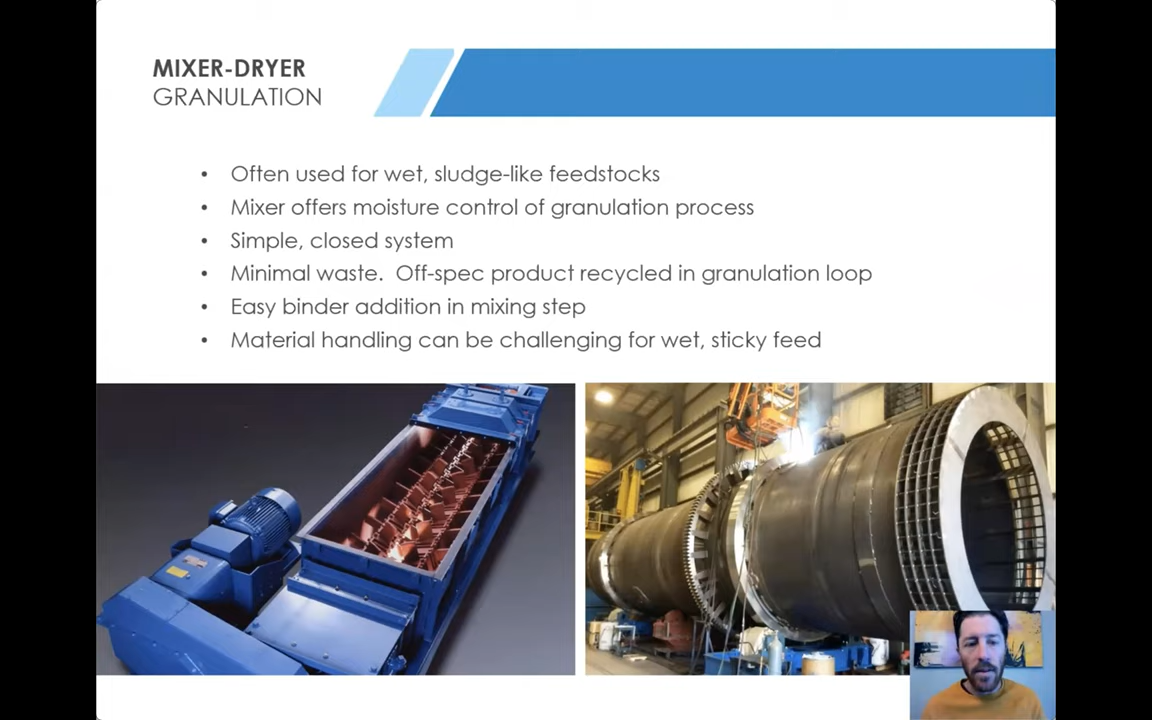 MIXER-DRYER
GRANULATION
• Often used for wet, sludge-like feedstocks
• Mixer offers moisture control of granulation process
• Simple, closed system
• Minimal waste.  Off-spec product recycled in granulation loop
• Easy binder addition in mixing step
• Material handling can be challenging for wet, sticky feed